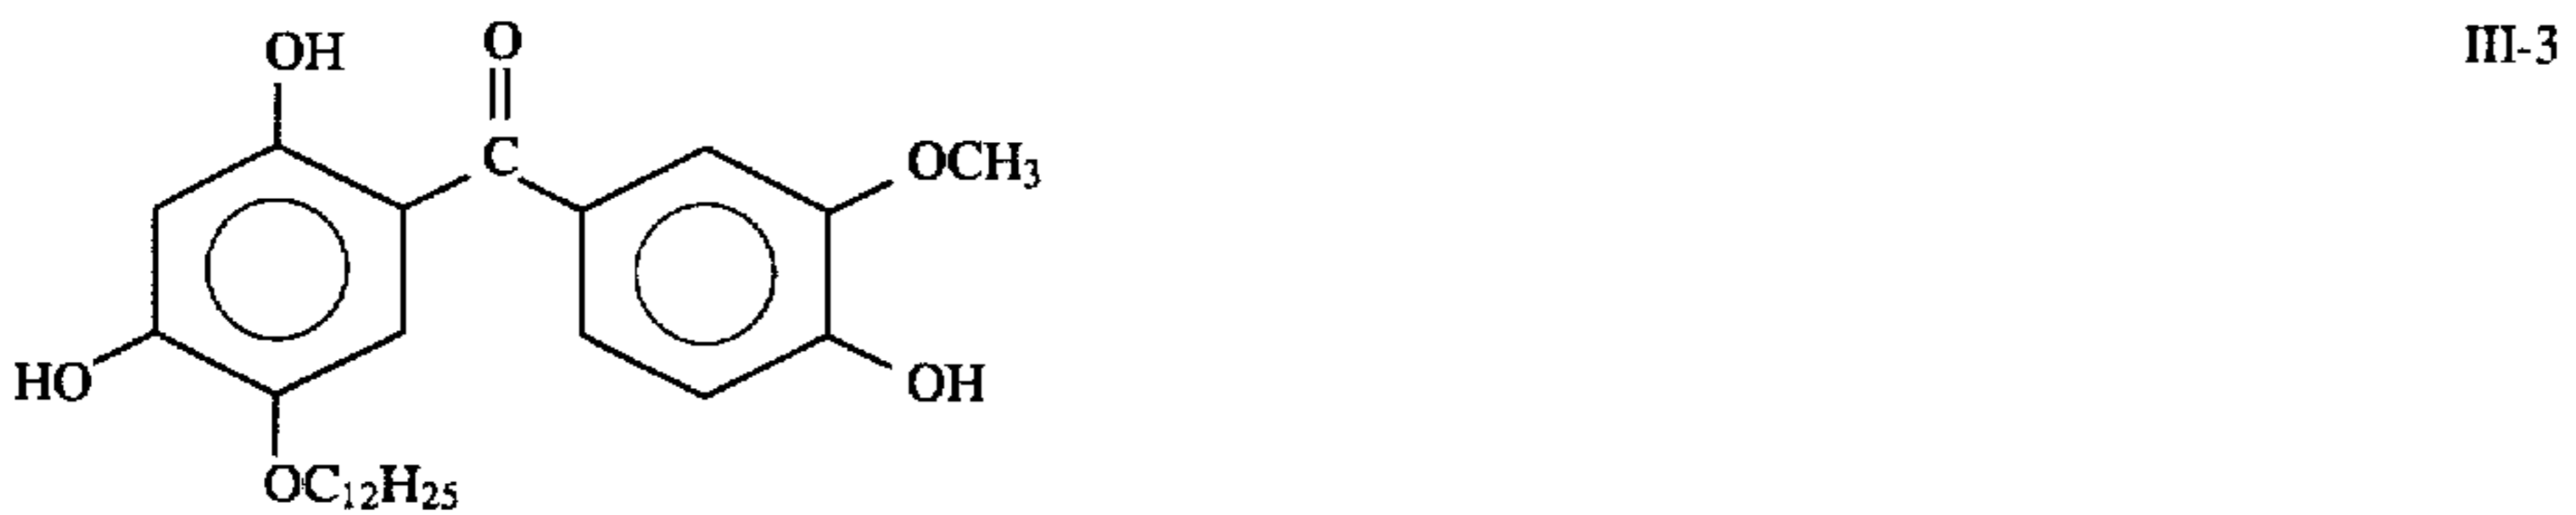 OH O III-3
C OCH₃
HO OH
OC₁₂H₂₅